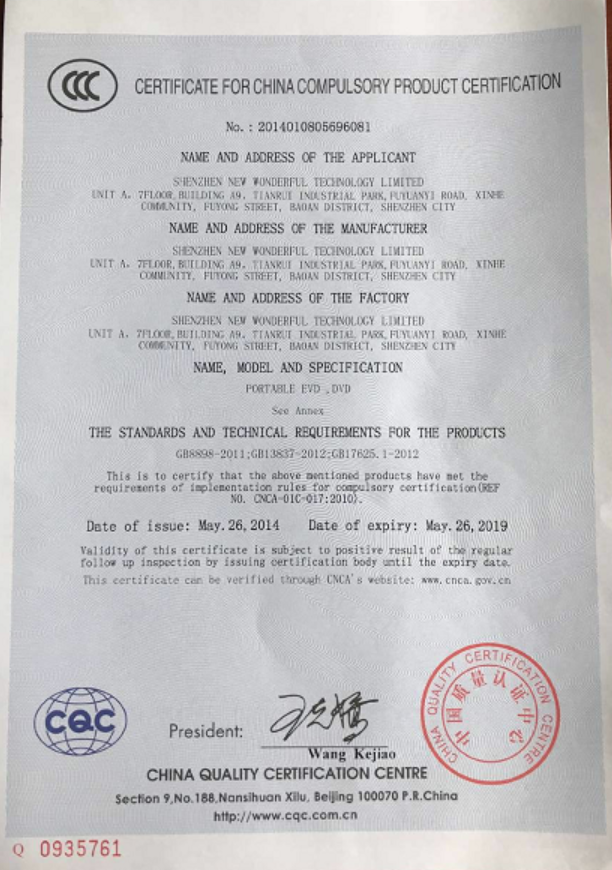 CCC
CERTIFICATE FOR CHINA COMPULSORY PRODUCT CERTIFICATION
No. : 2014010805696081
NAME AND ADDRESS OF THE APPLICANT
SHENZHEN NEW WONDERFUL TECHNOLOGY LIMITED
UNIT A, 7FLOOR, BUILDING A9, TIANRUI INDUSTRIAL PARK, FUYUANYI ROAD, XINHE
COMMUNITY, FUYONG STREET, BAOAN DISTRICT, SHENZHEN CITY
NAME AND ADDRESS OF THE MANUFACTURER
SHENZHEN NEW WONDERFUL TECHNOLOGY LIMITED
UNIT A, 7FLOOR, BUILDING A9, TIANRUI INDUSTRIAL PARK, FUYUANYI ROAD, XINHE
COMMUNITY, FUYONG STREET, BAOAN DISTRICT, SHENZHEN CITY
NAME AND ADDRESS OF THE FACTORY
SHENZHEN NEW WONDERFUL TECHNOLOGY LIMITED
UNIT A, 7FLOOR, BUILDING A9, TIANRUI INDUSTRIAL PARK, FUYUANYI ROAD, XINHE
COMMUNITY, FUYONG STREET, BAOAN DISTRICT, SHENZHEN CITY
NAME, MODEL AND SPECIFICATION
PORTABLE EVD ,DVD
See Annex
THE STANDARDS AND TECHNICAL REQUIREMENTS FOR THE PRODUCTS
GB8898-2011;GB13837-2012;GB17625.1-2012
This is to certify that the above mentioned products have met the
requirements of implementation rules for compulsory certification(REF
NO. CNCA-01C-017:2010).
Date of issue: May. 26, 2014 Date of expiry: May. 26, 2019
Validity of this certificate is subject to positive result of the regular
follow up inspection by issuing certification body until the expiry date.
This certificate can be verified through CNCA's website: www.cnca.gov.cn
CQC
President:
Wang Kejiao
CHINA QUALITY CERTIFICATION CENTRE
中国质量认证中心
CHINA QUALITY CERTIFICATION CENTRE
Section 9,No.188,Nansihuan Xilu, Beijing 100070 P.R.China
http://www.cqc.com.cn
Q 0935761